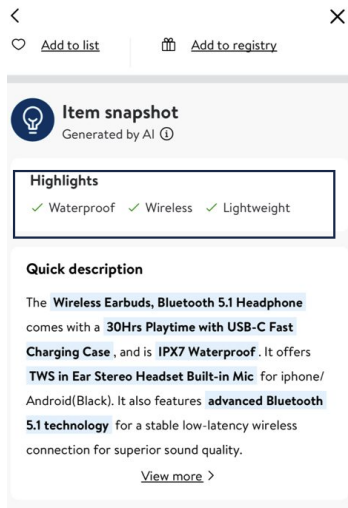 Add to list Add to registry
Item snapshot
Generated by AI
Highlights
Waterproof Wireless Lightweight
Quick description
The Wireless Earbuds, Bluetooth 5.1 Headphone
comes with a 30Hrs Playtime with USB-C Fast
Charging Case , and is IPX7 Waterproof . It offers
TWS in Ear Stereo Headset Built-in Mic for iphone/
Android(Black). It also features advanced Bluetooth
5.1 technology for a stable low-latency wireless
connection for superior sound quality.
View more >